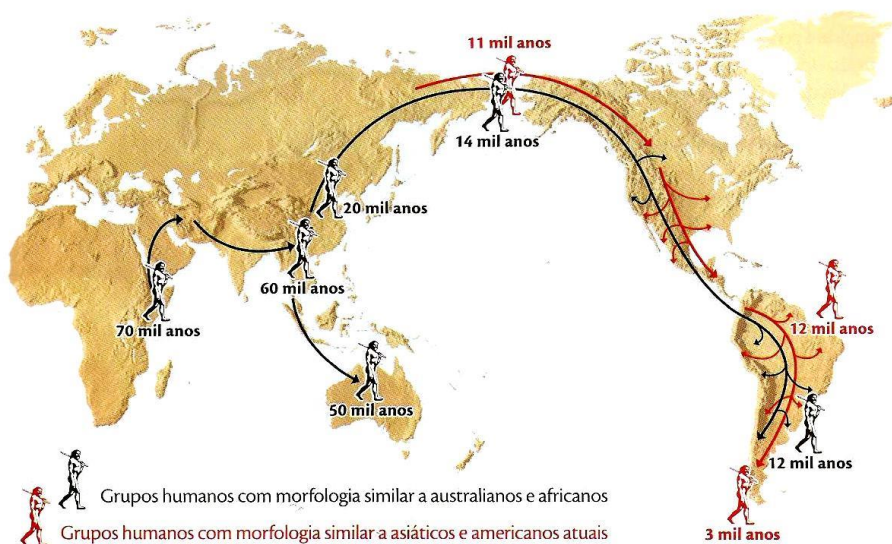 11 mil anos
14 mil anos
20 mil anos
60 mil anos
70 mil anos
12 mil anos
50 mil anos
12 mil anos
Grupos humanos com morfologia similar a australianos e africanos
Grupos humanos com morfologia similar a asiáticos e americanos atuais
3 mil anos